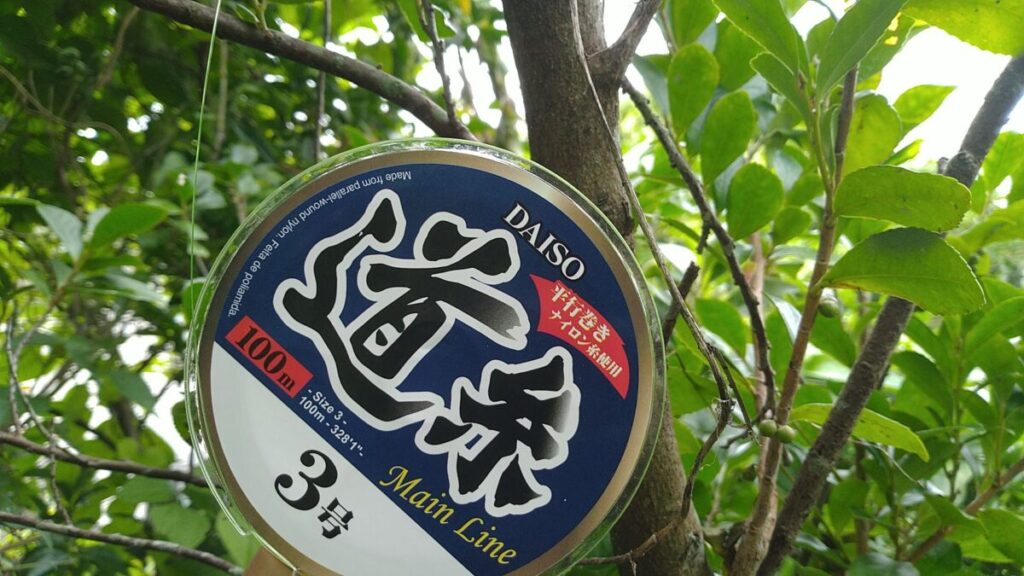 Made from parallel-wound nylon. Feita de poliamida
DAISO
平行巻き
ナイロン糸使用
道糸
100m
- Size 3 -
100m - 328'1"-
3号
Main Line